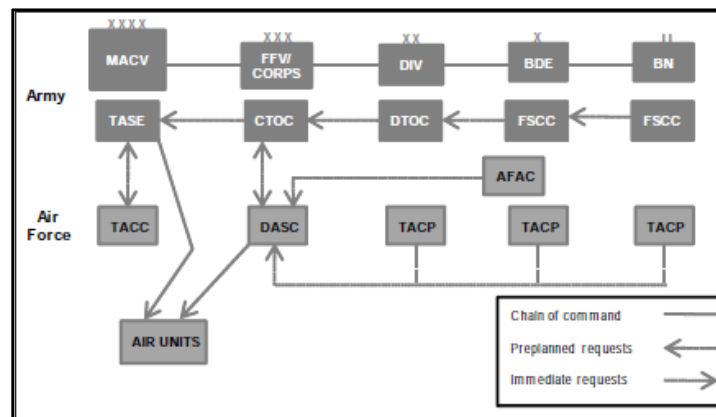 XXXX XXX XX X II
MACV FFV/ CORPS DIV BDE BN
Army
TASE CTOC DTOC FSCC FSCC
AFAC
Air Force
TACC DASC TACP TACP TACP
AIR UNITS
Chain of command
Preplanned requests
Immediate requests